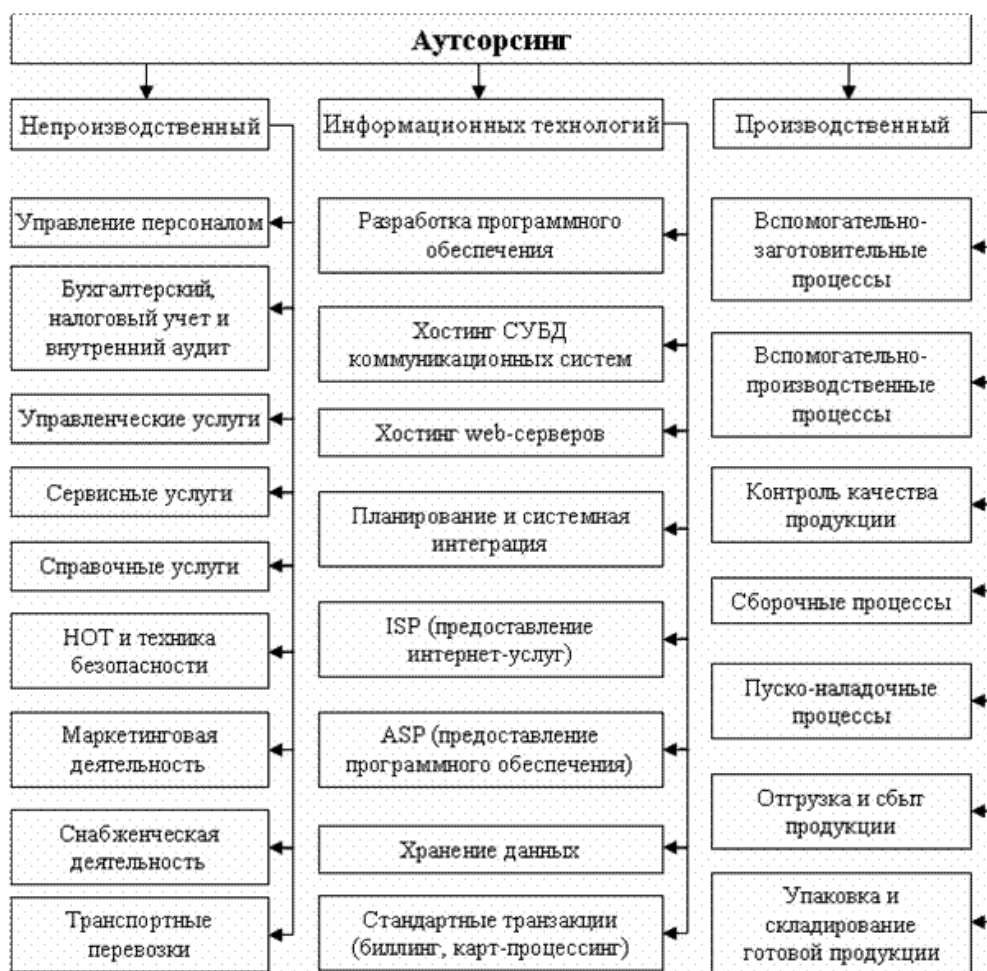 Аутсорсинг
Непроизводственный
Управление персоналом
Бухгалтерский,
налоговый учет и
внутренний аудит
Управленческие услуги
Сервисные услуги
Справочные услуги
НОТ и техника
безопасности
Маркетинговая
деятельность
Снабженческая
деятельность
Транспортные
перевозки
Информационных технологий
Разработка программного
обеспечения
Хостинг СУБД
коммуникационных систем
Хостинг web-серверов
Планирование и системная
интеграция
ISP (предоставление
интернет-услуг)
ASP (предоставление
программного обеспечения)
Хранение данных
Стандартные транзакции
(биллинг, карт-процессинг)
Производственный
Вспомогательно-
заготовительные
процессы
Вспомогательно-
производственные
процессы
Контроль качества
продукции
Сборочные процессы
Пуско-наладочные
процессы
Отгрузка и сбыт
продукции
Упаковка и
складирование
готовой продукции